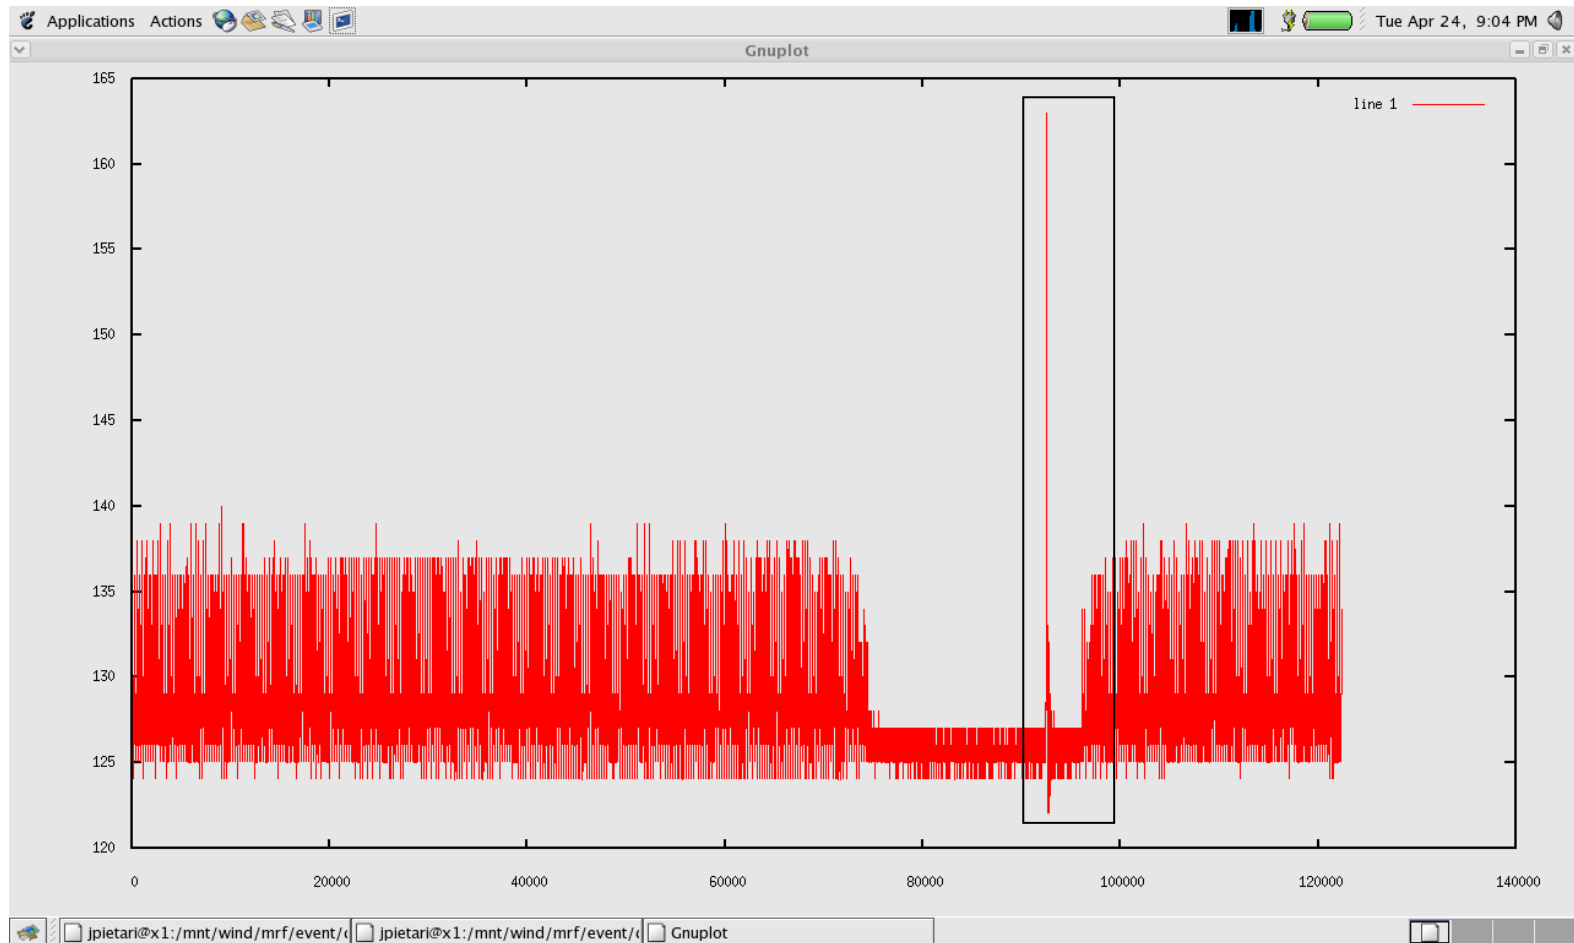 Applications Actions Tue Apr 24, 9:04 PM
Gnuplot
165
line 1
160
155
150
145
140
135
130
125
120
0 20000 40000 60000 80000 100000 120000 140000
jpietari@x1:/mnt/wind/mrf/event/ jpietari@x1:/mnt/wind/mrf/event/ Gnuplot